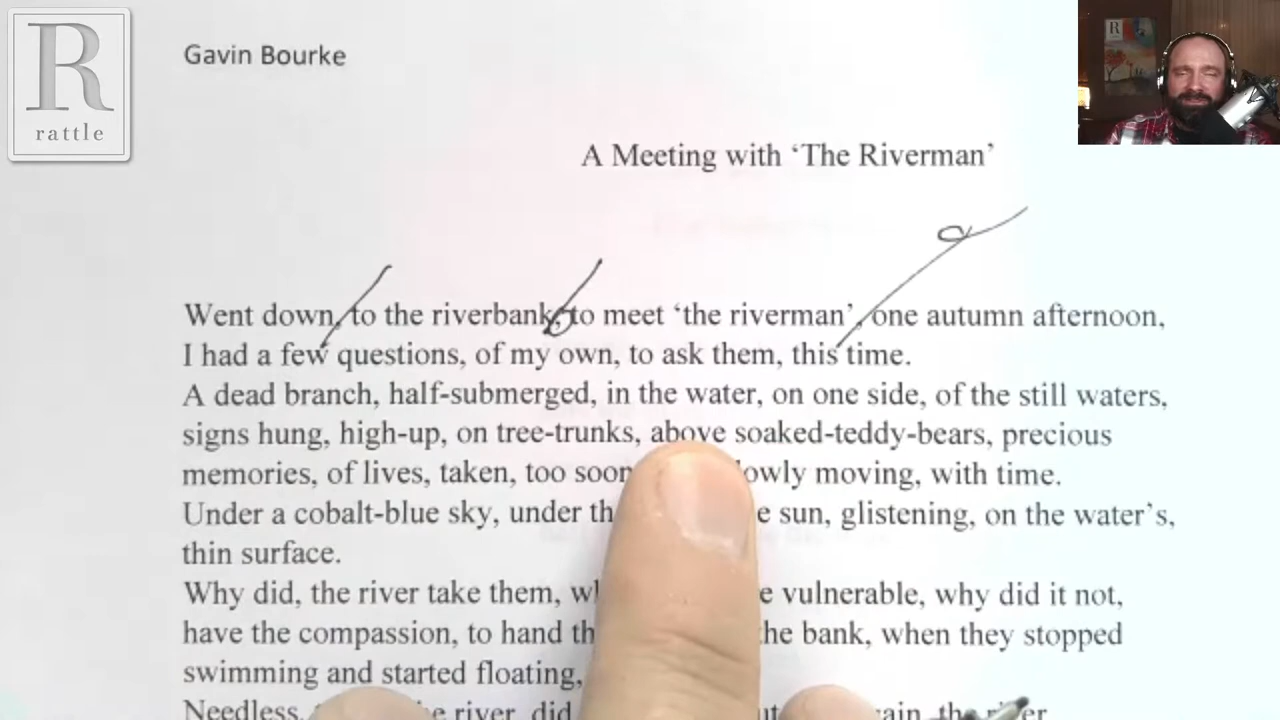 R
rattle
Gavin Bourke
A Meeting with ‘The Riverman’
Went down, to the riverbank, to meet ‘the riverman’, one autumn afternoon,
I had a few questions, of my own, to ask them, this time.
A dead branch, half-submerged, in the water, on one side, of the still waters,
signs hung, high-up, on tree-trunks, above soaked-teddy-bears, precious
memories, of lives, taken, too soon moving, with time.
Under a cobalt-blue sky, under sun, glistening, on the water’s,
thin surface.
Why did, the river take them, vulnerable, why did it not,
have the compassion, to hand the bank, when they stopped
swimming and started floating,
Needless, river did